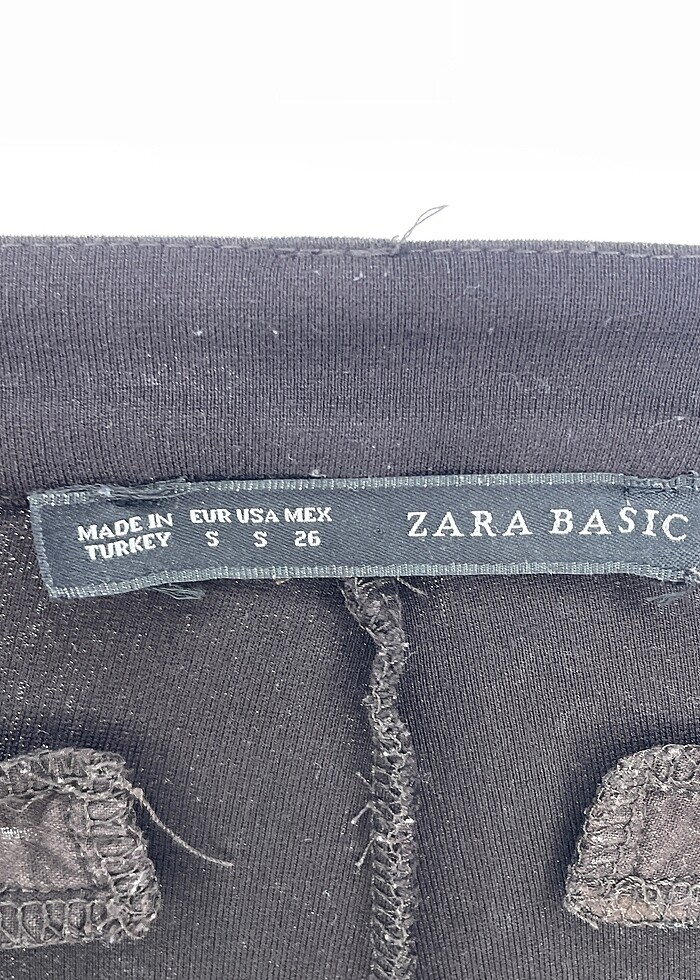 MADE IN EUR USA MEX ZARA BASIC
TURKEY S S 26